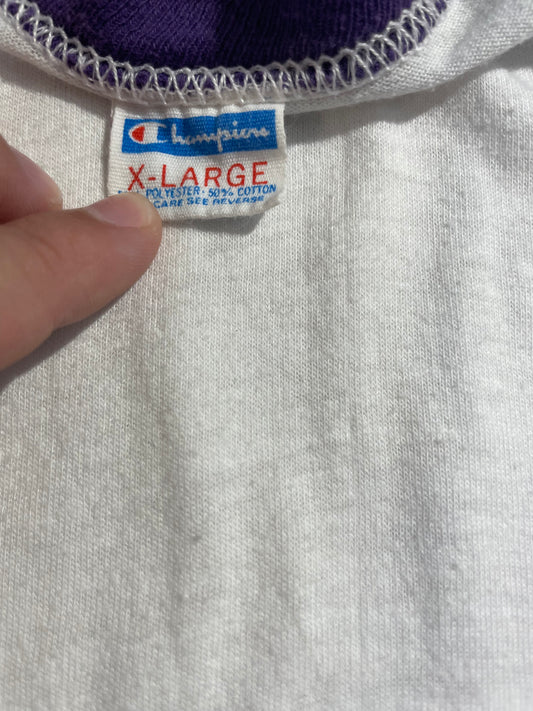 Champion
X-LARGE
POLYESTER · 50% COTTON
CARE SEE REVERSE